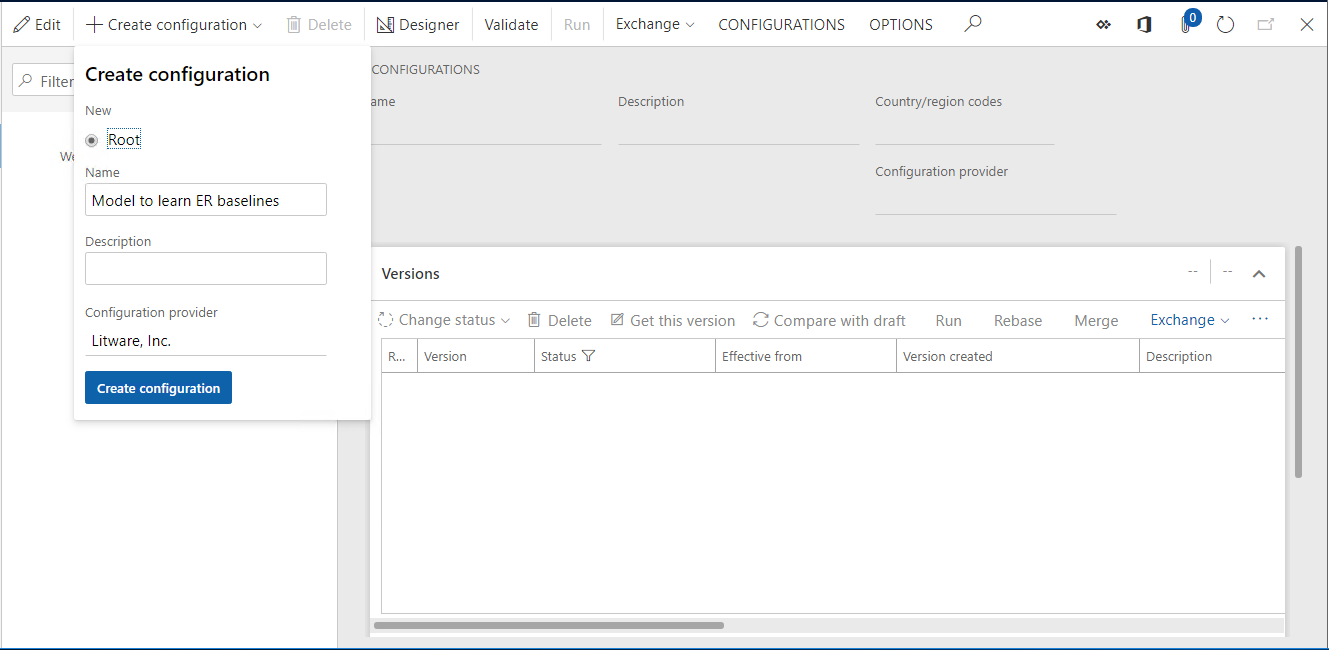 Edit Create configuration Delete Designer Validate Run Exchange CONFIGURATIONS OPTIONS 0
Create configuration
New
Root
Name
Model to learn ER baselines
Description
Configuration provider
Litware, Inc.
Create configuration
Filter
We
CONFIGURATIONS
ame Description Country/region codes
Configuration provider
Versions -- --
Change status Delete Get this version Compare with draft Run Rebase Merge Exchange ...
R... Version Status Effective from Version created Description